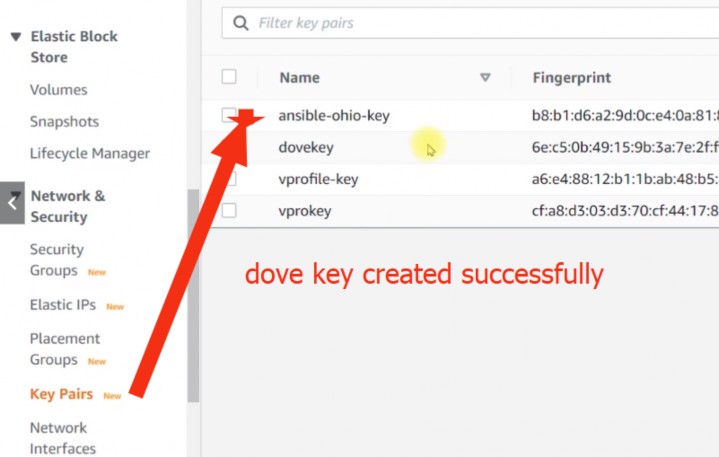 Elastic Block
Store
Volumes
Snapshots
Lifecycle Manager
Network &
Security
Security
Groups New
Elastic IPs New
Placement
Groups New
Key Pairs New
Network
Interfaces
Filter key pairs
Name Fingerprint
ansible-ohio-key b8:b1:d6:a2:9d:0c:e4:0a:81:
dovekey 6e:c5:0b:49:15:9b:3a:7e:2f:f
vprofile-key a6:e4:88:12:b1:1b:ab:48:b5:
vprokey cf:a8:d3:03:d3:70:cf:44:17:8
dove key created successfully